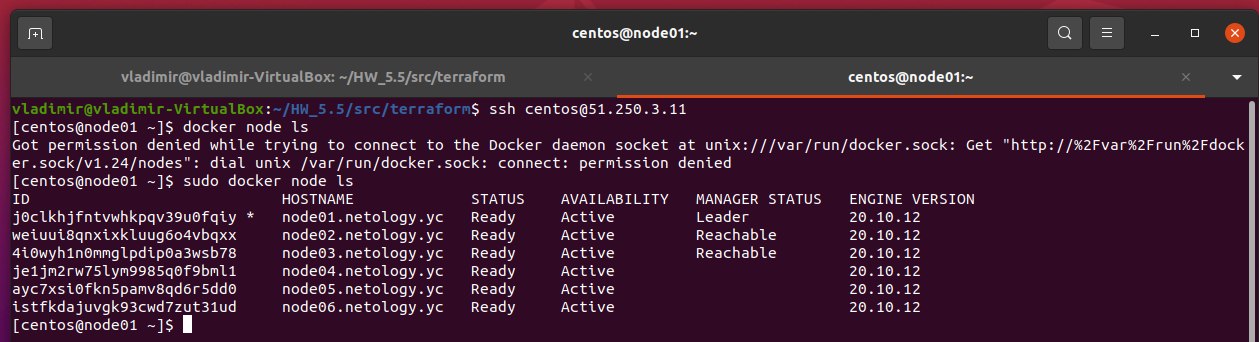 centos@node01:~
vladimir@vladimir-VirtualBox: ~/HW_5.5/src/terraform
centos@node01:~
vladimir@vladimir-VirtualBox:~/HW_5.5/src/terraform$ ssh centos@51.250.3.11
[centos@node01 ~]$ docker node ls
Got permission denied while trying to connect to the Docker daemon socket at unix:///var/run/docker.sock: Get "http://%2Fvar%2Frun%2Fdock
er.sock/v1.24/nodes": dial unix /var/run/docker.sock: connect: permission denied
[centos@node01 ~]$ sudo docker node ls
ID HOSTNAME STATUS AVAILABILITY MANAGER STATUS ENGINE VERSION
j0clkhjfntvwhkpqv39u0fqiy * node01.netology.yc Ready Active Leader 20.10.12
weiuui8qnxixkluug6o4vbqxx node02.netology.yc Ready Active Reachable 20.10.12
4i0wyh1n0mmglpdip0a3wsb78 node03.netology.yc Ready Active Reachable 20.10.12
je1jm2rw75lym9985q0f9bml1 node04.netology.yc Ready Active 20.10.12
ayc7xsi0fkn5pamv8qd6r5dd0 node05.netology.yc Ready Active 20.10.12
istfkdajuvgk93cwd7zut31ud node06.netology.yc Ready Active 20.10.12
[centos@node01 ~]$